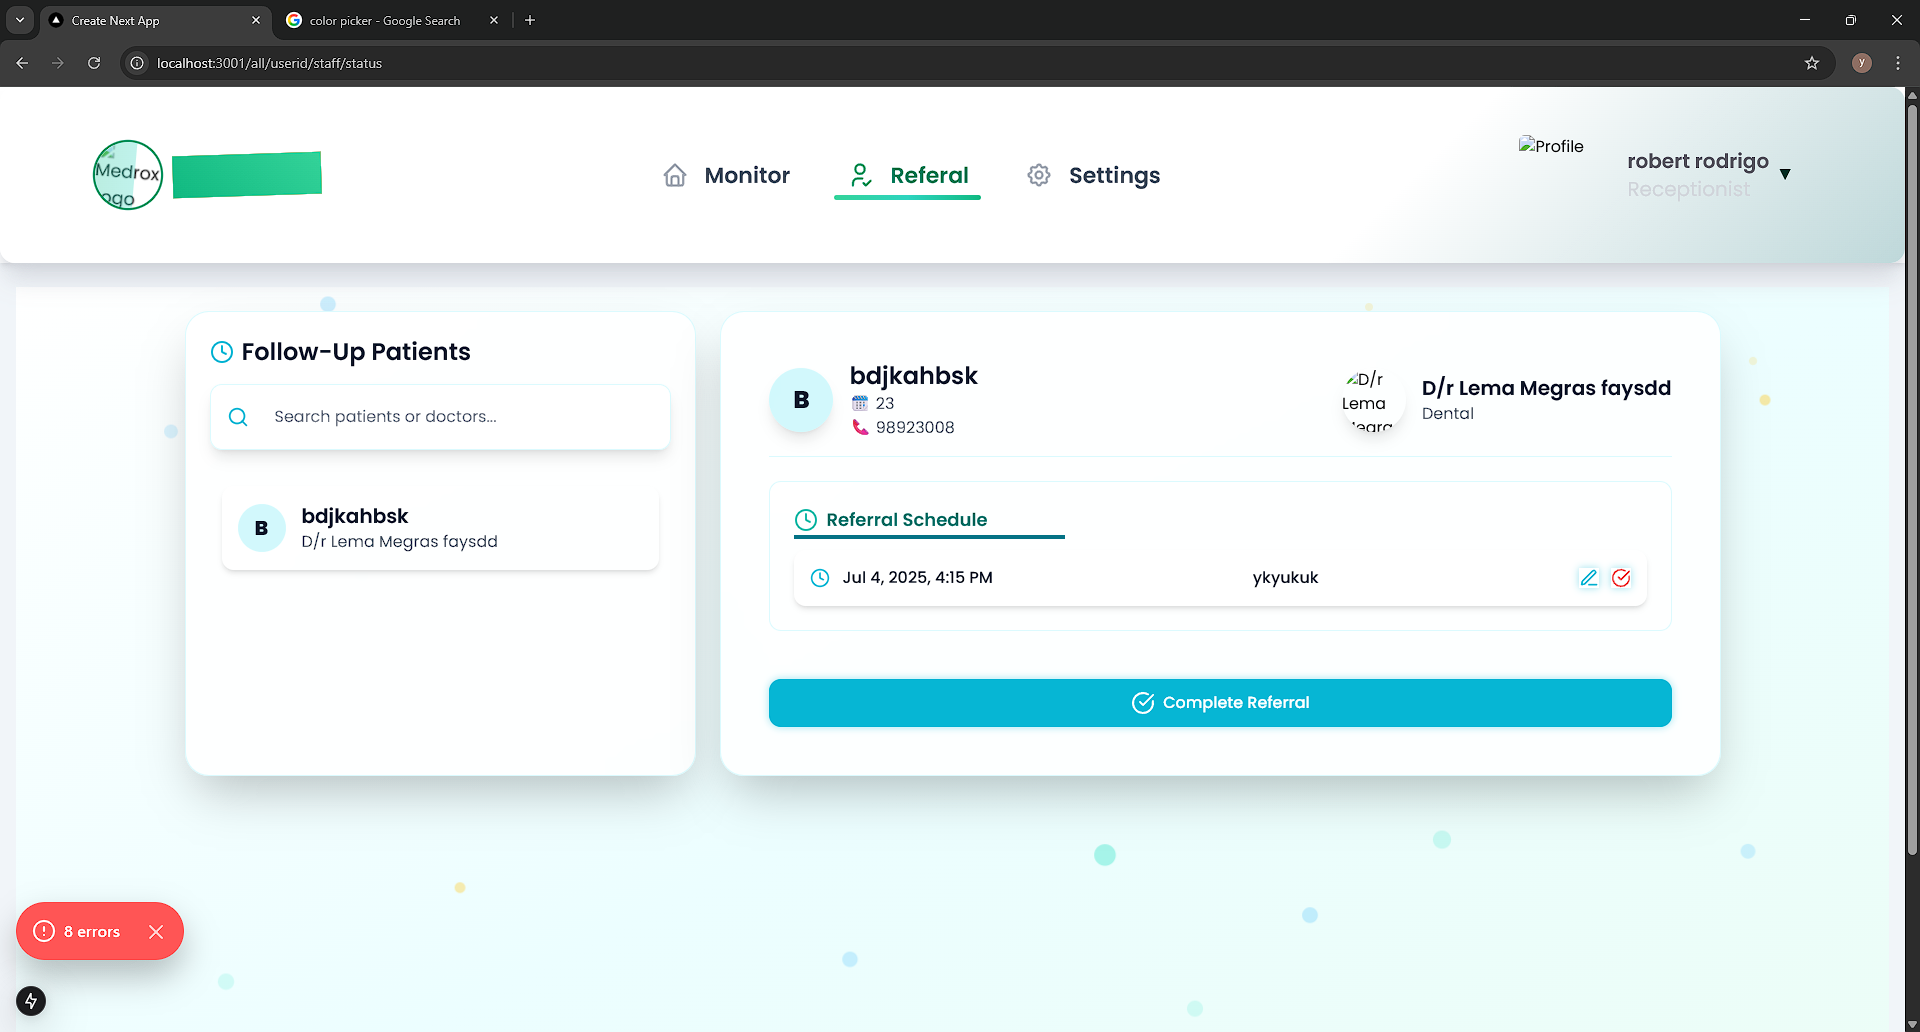 Create Next App
color picker - Google Search
localhost:3001/all/userid/staff/status
y
Medrox
ogo
Monitor
Referal
Settings
Profile
robert rodrigo
Receptionist
Follow-Up Patients
Search patients or doctors...
B
bdjkahbsk
D/r Lema Megras faysdd
B
bdjkahbsk
23
98923008
D/r
Lema
Megra
D/r Lema Megras faysdd
Dental
Referral Schedule
Jul 4, 2025, 4:15 PM
ykyukuk
Complete Referral
8 errors